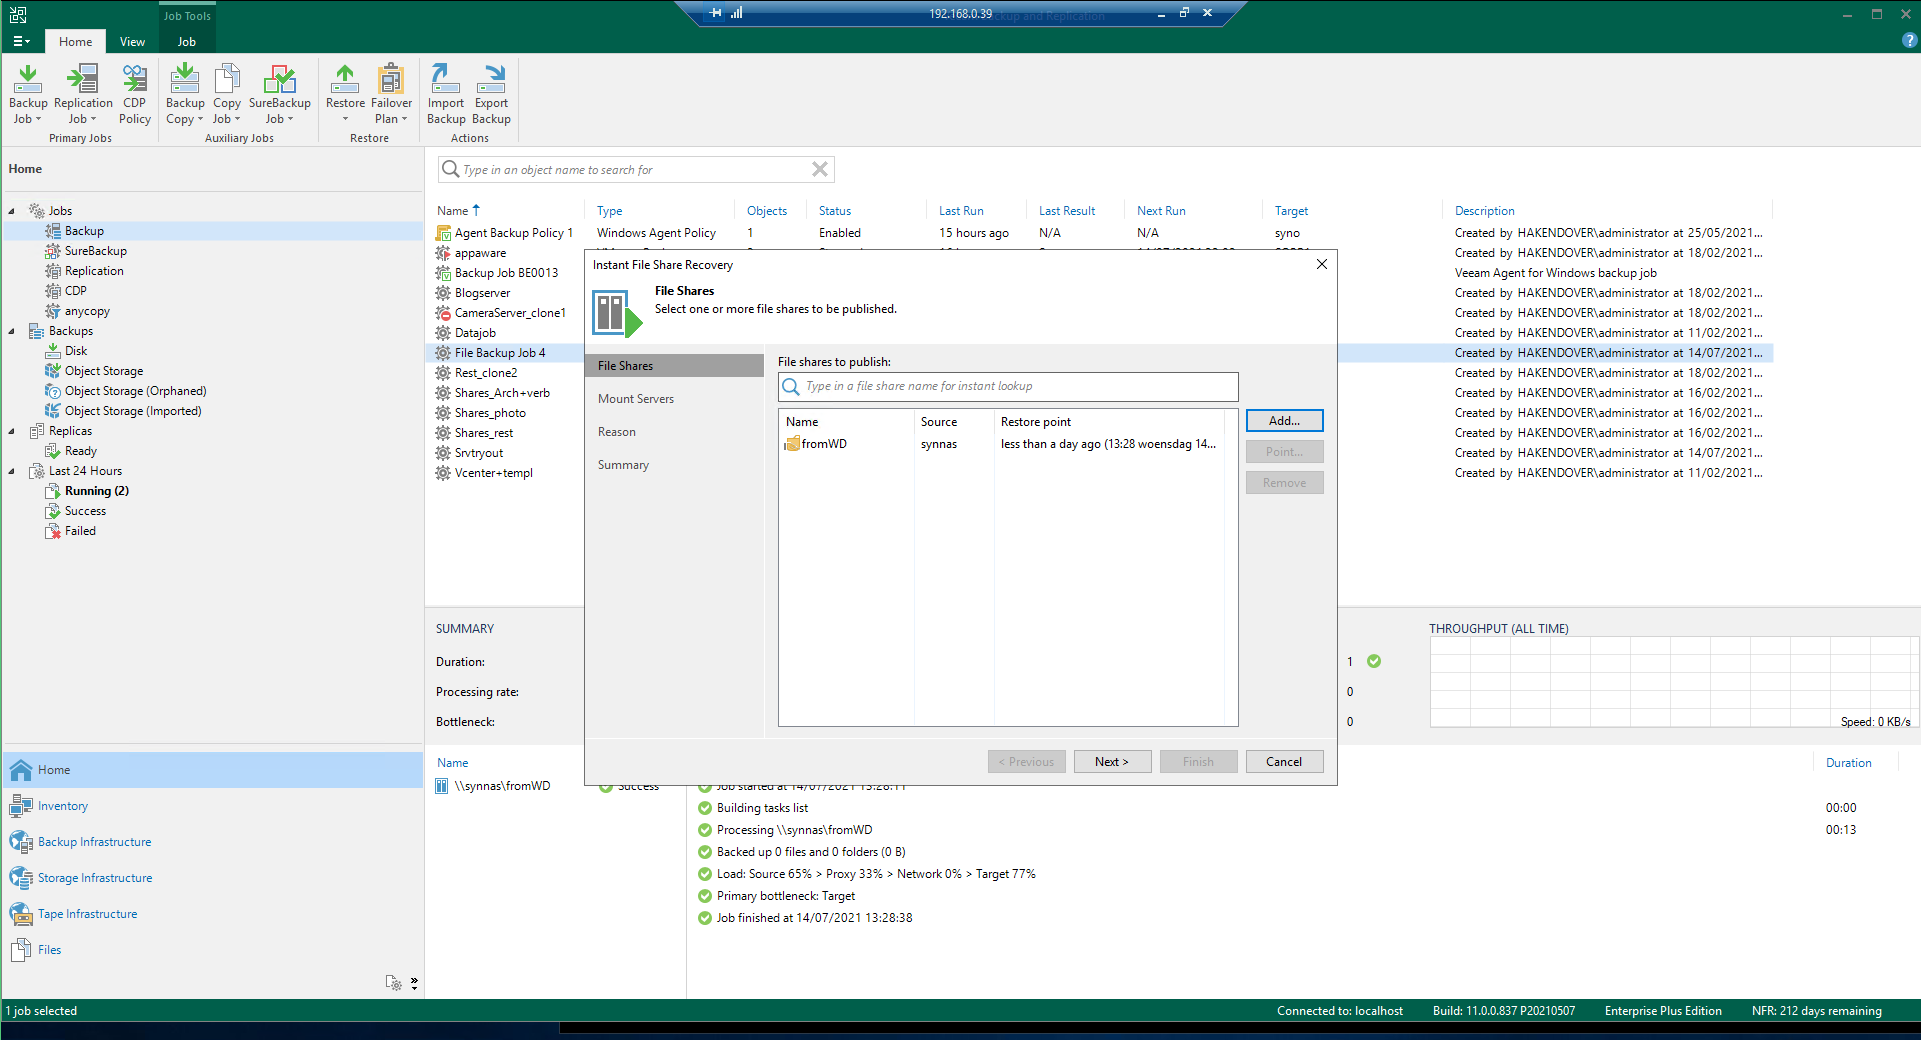 Job Tools
192.168.0.39
ckup and Replication
Home
View
Job
Backup Job
Replication Job
CDP Policy
Backup Copy
Copy Job
SureBackup Job
Restore
Failover Plan
Import Backup
Export Backup
Primary Jobs
Auxiliary Jobs
Restore
Actions
Home
Jobs
Backup
SureBackup
Replication
CDP
anycopy
Backups
Disk
Object Storage
Object Storage (Orphaned)
Object Storage (Imported)
Replicas
Ready
Last 24 Hours
Running (2)
Success
Failed
Home
Inventory
Backup Infrastructure
Storage Infrastructure
Tape Infrastructure
Files
Type in an object name to search for
Name Type Objects Status Last Run Last Result Next Run Target Description
Agent Backup Policy 1 Windows Agent Policy 1 Enabled 15 hours ago N/A N/A syno Created by HAKENDOVER\administrator at 25/05/2021...
appaware Created by HAKENDOVER\administrator at 18/02/2021...
Backup Job BE0013 Veeam Agent for Windows backup job
Blogserver Created by HAKENDOVER\administrator at 18/02/2021...
CameraServer_clone1 Created by HAKENDOVER\administrator at 18/02/2021...
Datajob Created by HAKENDOVER\administrator at 11/02/2021...
File Backup Job 4 Created by HAKENDOVER\administrator at 14/07/2021...
Rest_clone2 Created by HAKENDOVER\administrator at 18/02/2021...
Shares_Arch+verb Created by HAKENDOVER\administrator at 16/02/2021...
Shares_photo Created by HAKENDOVER\administrator at 16/02/2021...
Shares_rest Created by HAKENDOVER\administrator at 16/02/2021...
Srvtryout Created by HAKENDOVER\administrator at 14/07/2021...
Vcenter+templ Created by HAKENDOVER\administrator at 11/02/2021...
Instant File Share Recovery
File Shares
Select one or more file shares to be published.
File Shares
Mount Servers
Reason
Summary
File shares to publish:
Type in a file share name for instant lookup
Name Source Restore point
fromWD synnas less than a day ago (13:28 woensdag 14...
Add...
Point...
Remove
< Previous
Next >
Finish
Cancel
SUMMARY
Duration:
Processing rate:
Bottleneck:
1
0
0
THROUGHPUT (ALL TIME)
Speed: 0 KB/s
Name
Duration
\\synnas\fromWD Success
Job started at 14/07/2021 13:28:11
Building tasks list 00:00
Processing \\synnas\fromWD 00:13
Backed up 0 files and 0 folders (0 B)
Load: Source 65% > Proxy 33% > Network 0% > Target 77%
Primary bottleneck: Target
Job finished at 14/07/2021 13:28:38
1 job selected
Connected to: localhost
Build: 11.0.0.837 P20210507
Enterprise Plus Edition
NFR: 212 days remaining